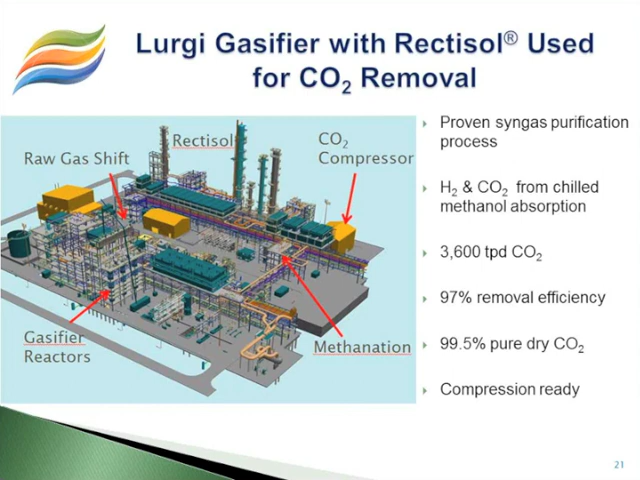 Lurgi Gasifier with Rectisol® Used
for CO₂ Removal
Raw Gas Shift
Rectisol
CO₂
Compressor
Gasifier
Reactors
Methanation
Proven syngas purification
process
H₂ & CO₂ from chilled
methanol absorption
3,600 tpd CO₂
97% removal efficiency
99.5% pure dry CO₂
Compression ready
21